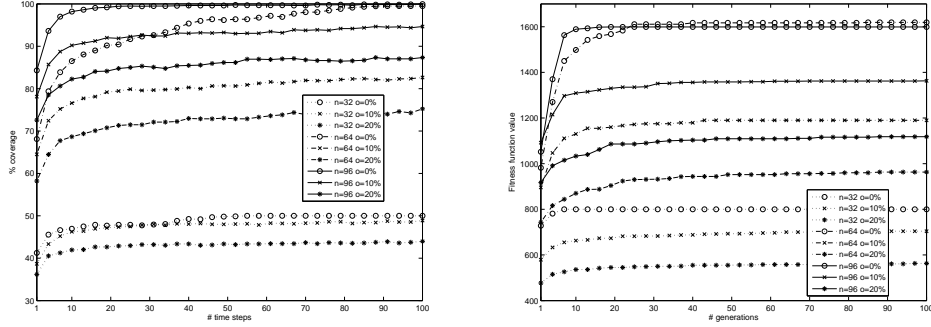 100
90
80
70
60
50
40
30
% coverage
n=32 o=0%
n=32 o=10%
n=32 o=20%
n=64 o=0%
n=64 o=10%
n=64 o=20%
n=96 o=0%
n=96 o=10%
n=96 o=20%
1 10 20 30 40 50 60 70 80 90 100
# time steps
1600
1400
1200
1000
800
600
400
Fitness function value
n=32 o=0%
n=32 o=10%
n=32 o=20%
n=64 o=0%
n=64 o=10%
n=64 o=20%
n=96 o=0%
n=96 o=10%
n=96 o=20%
1 10 20 30 40 50 60 70 80 90 100
# generations